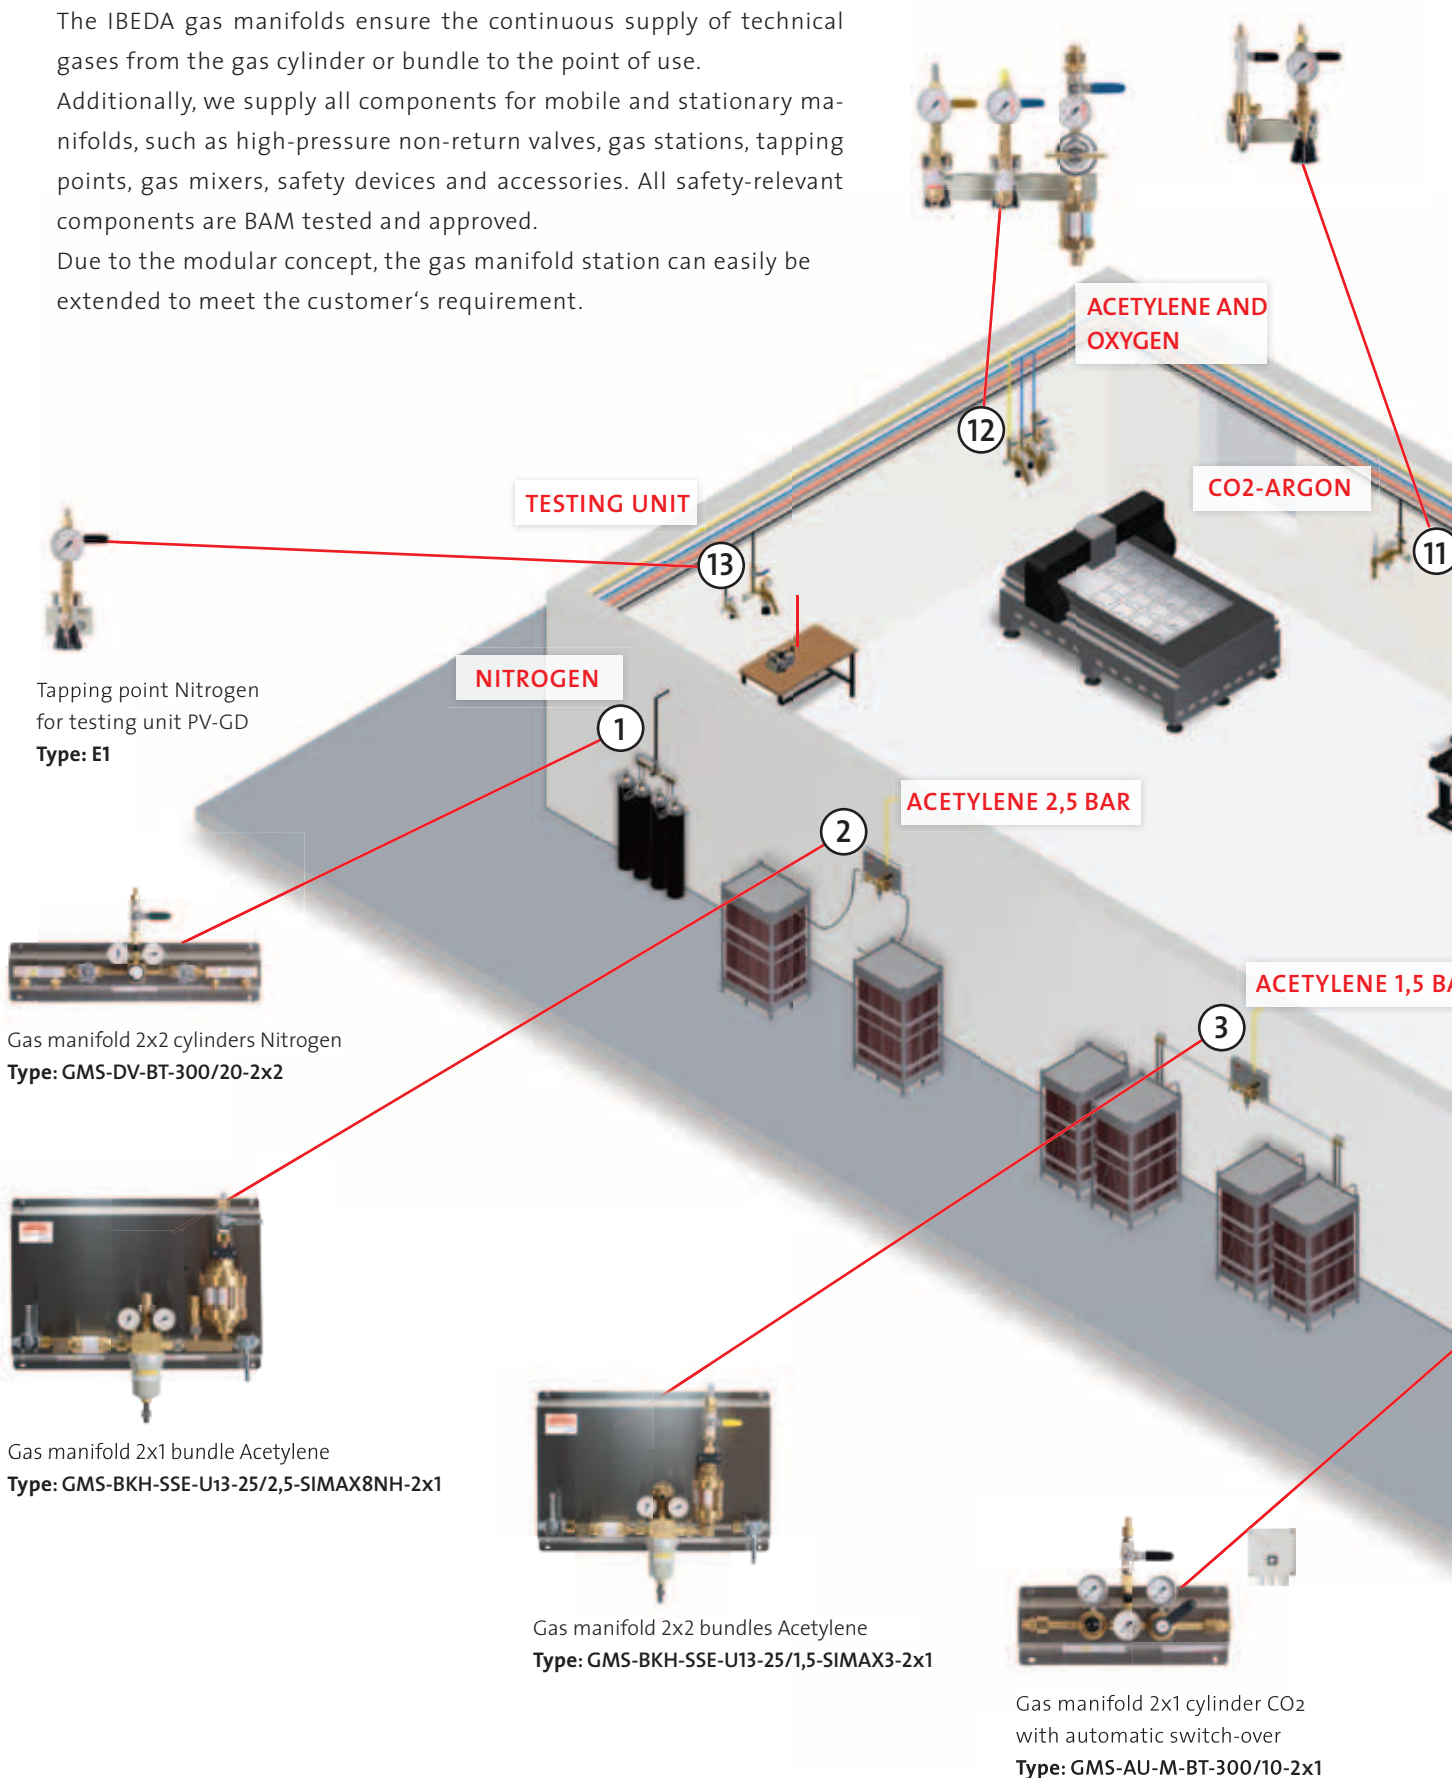 The IBEDA gas manifolds ensure the continuous supply of technical
gases from the gas cylinder or bundle to the point of use.
Additionally, we supply all components for mobile and stationary ma-
nifolds, such as high-pressure non-return valves, gas stations, tapping
points, gas mixers, safety devices and accessories. All safety-relevant
components are BAM tested and approved.
Due to the modular concept, the gas manifold station can easily be
extended to meet the customer‘s requirement.
ACETYLENE AND
OXYGEN
12
CO2-ARGON
11
TESTING UNIT
13
Tapping point Nitrogen
for testing unit PV-GD
Type: E1
NITROGEN
1
ACETYLENE 2,5 BAR
2
ACETYLENE 1,5 BA
3
Gas manifold 2x2 cylinders Nitrogen
Type: GMS-DV-BT-300/20-2x2
Gas manifold 2x1 bundle Acetylene
Type: GMS-BKH-SSE-U13-25/2,5-SIMAX8NH-2x1
Gas manifold 2x2 bundles Acetylene
Type: GMS-BKH-SSE-U13-25/1,5-SIMAX3-2x1
Gas manifold 2x1 cylinder CO2
with automatic switch-over
Type: GMS-AU-M-BT-300/10-2x1